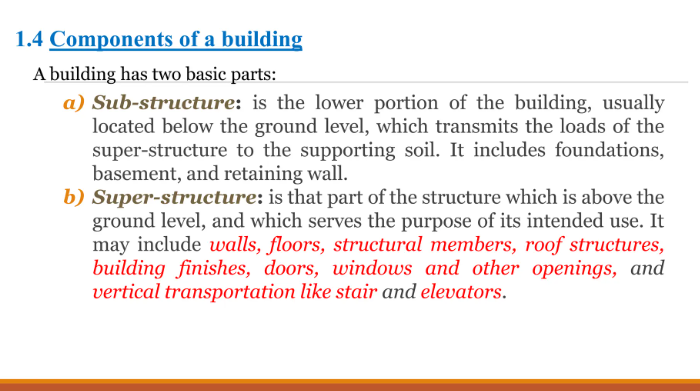 1.4 Components of a building
A building has two basic parts:
a) Sub-structure: is the lower portion of the building, usually
located below the ground level, which transmits the loads of the
super-structure to the supporting soil. It includes foundations,
basement, and retaining wall.
b) Super-structure: is that part of the structure which is above the
ground level, and which serves the purpose of its intended use. It
may include walls, floors, structural members, roof structures,
building finishes, doors, windows and other openings, and
vertical transportation like stair and elevators.